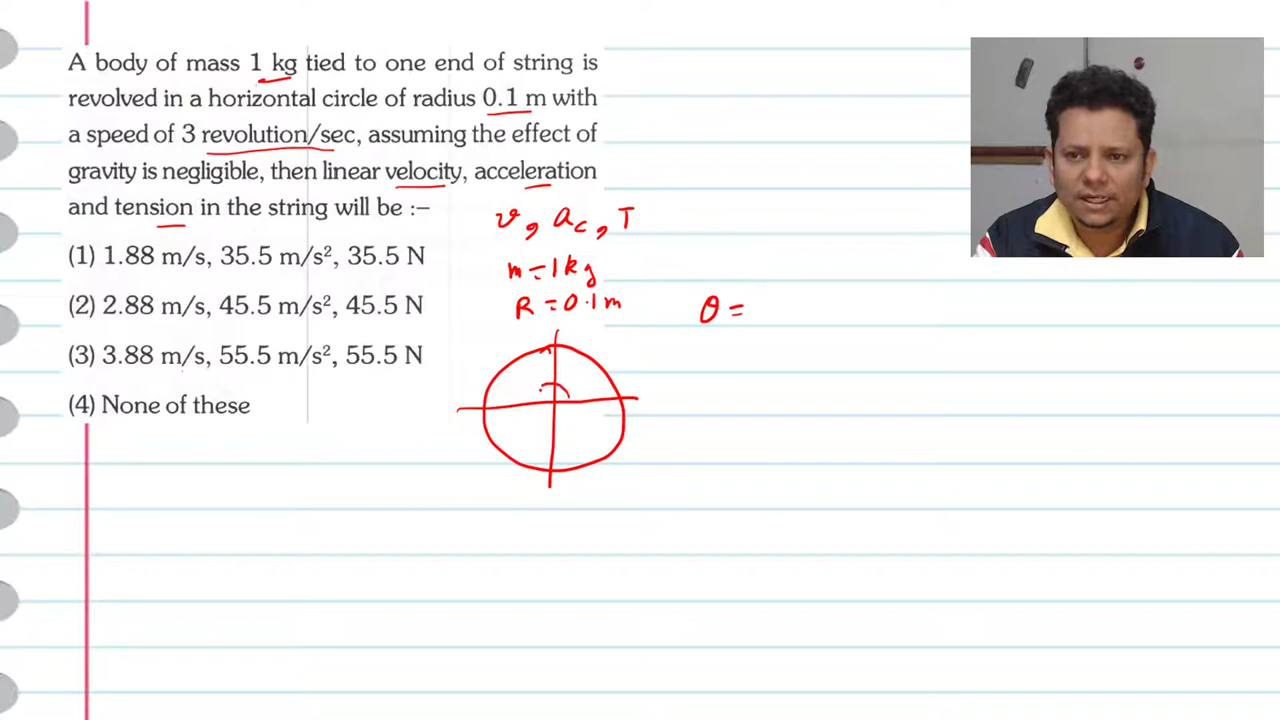 A body of mass 1 kg tied to one end of string is
revolved in a horizontal circle of radius 0.1 m with
a speed of 3 revolution/sec, assuming the effect of
gravity is negligible, then linear velocity, acceleration
and tension in the string will be :–
v, ac, T
(1) 1.88 m/s, 35.5 m/s², 35.5 N
m = 1 kg
(2) 2.88 m/s, 45.5 m/s², 45.5 N
R = 0.1 m
θ =
(3) 3.88 m/s, 55.5 m/s², 55.5 N
(4) None of these